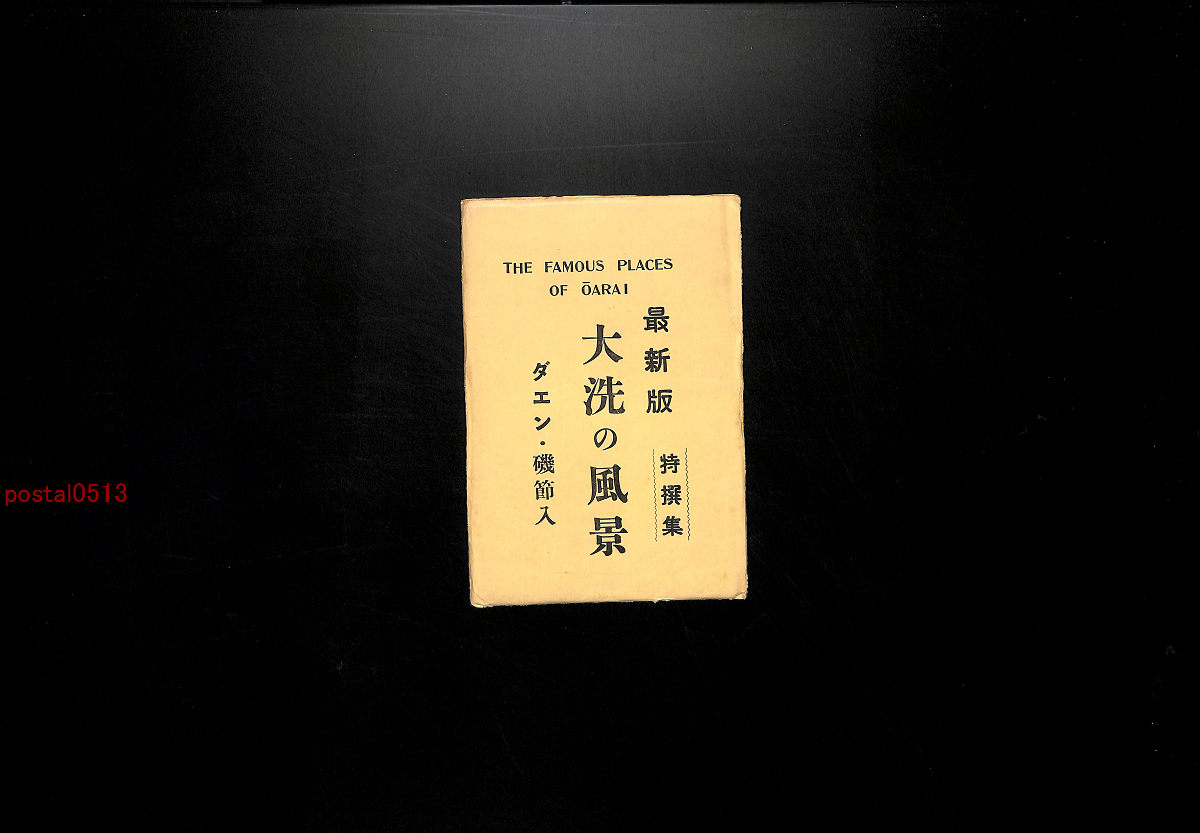 THE FAMOUS PLACES
OF ŌARAI
最新版
特撰集
大洗の風景
ダエン・磯節入
postal0513